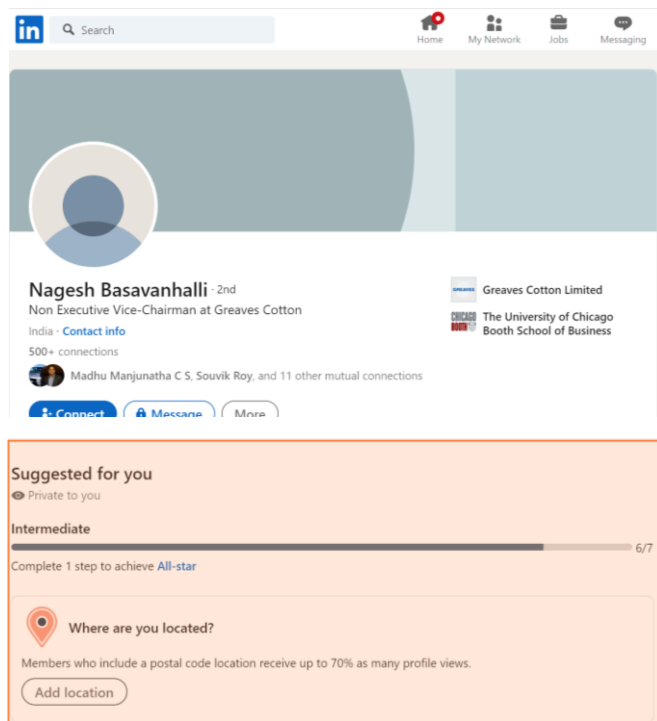 in Search
Home My Network Jobs Messaging
Nagesh Basavanhalli · 2nd
Non Executive Vice-Chairman at Greaves Cotton
India · Contact info
500+ connections
Madhu Manjunatha C S, Souvik Roy, and 11 other mutual connections
Connect Message More
GREAVES Greaves Cotton Limited
CHICAGO BOOTH The University of Chicago
Booth School of Business
Suggested for you
Private to you
Intermediate
6/7
Complete 1 step to achieve All-star
Where are you located?
Members who include a postal code location receive up to 70% as many profile views.
Add location